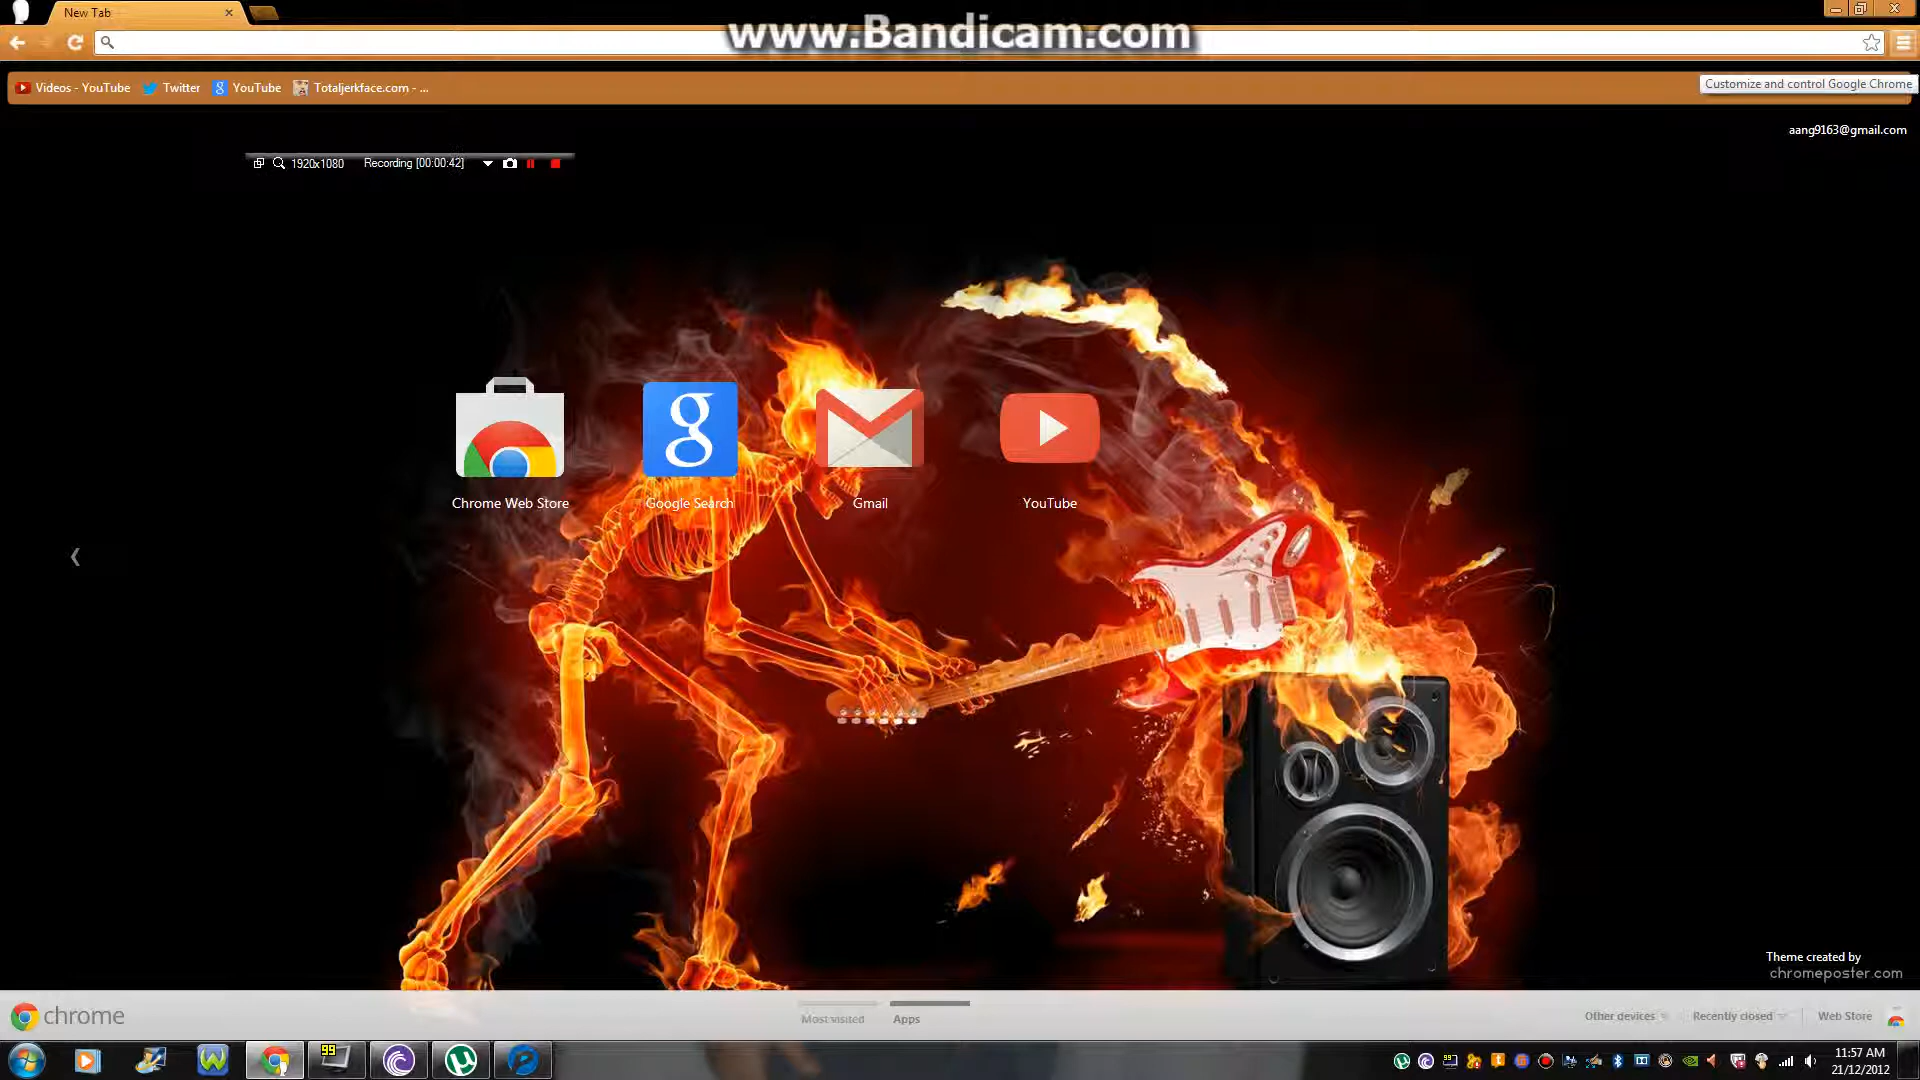 New Tab
www.Bandicam.com
Videos - YouTube
Twitter
YouTube
Totaljerkface.com - ...
Customize and control Google Chrome
aang9163@gmail.com
1920x1080
Recording [00:00:42]
Chrome Web Store
Google Search
Gmail
YouTube
Theme created by
chromeposter.com
chrome
Most visited
Apps
Other devices
Recently closed
Web Store
99
11:57 AM
21/12/2012